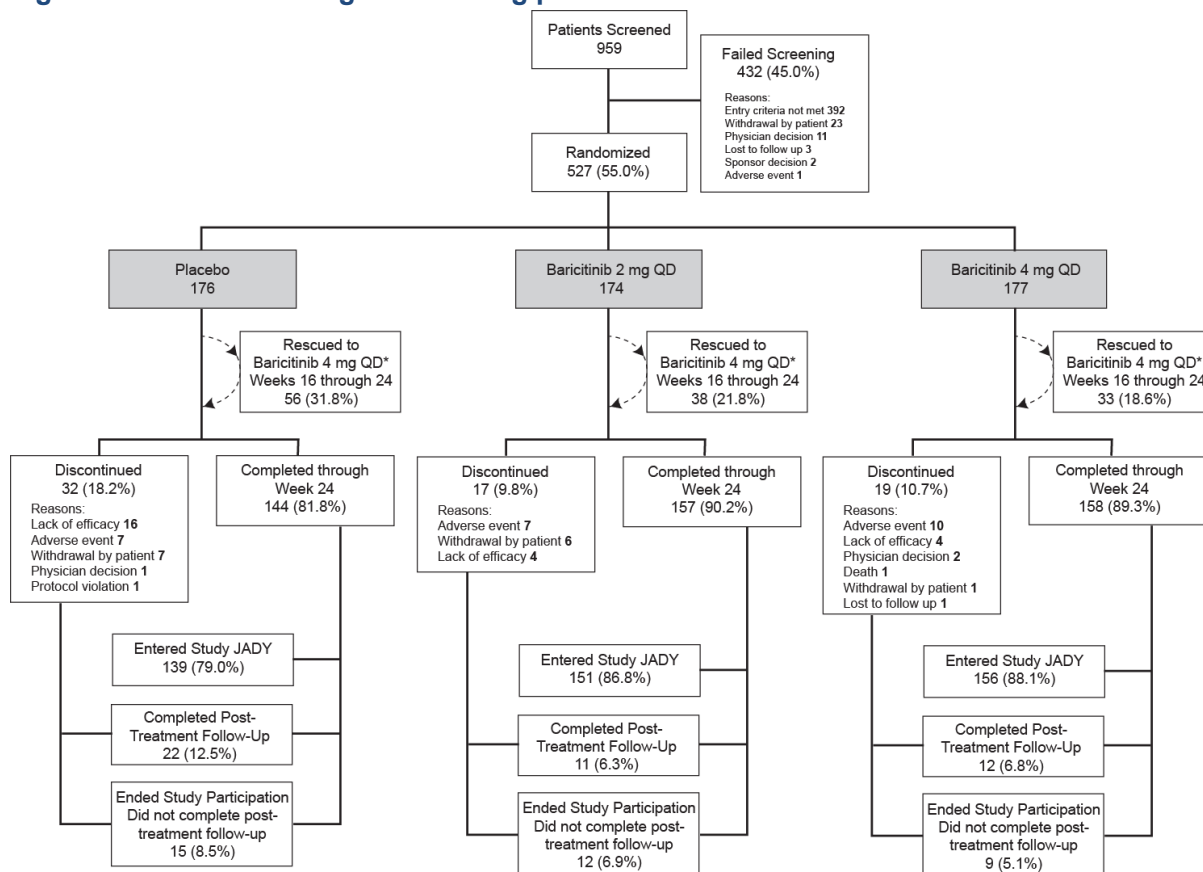 Patients Screened
959
Failed Screening
432 (45.0%)
Reasons:
Entry criteria not met 392
Withdrawal by patient 23
Physician decision 11
Lost to follow up 3
Sponsor decision 2
Adverse event 1
Randomized
527 (55.0%)
Placebo
176
Baricitinib 2 mg QD
174
Baricitinib 4 mg QD
177
Rescued to
Baricitinib 4 mg QD*
Weeks 16 through 24
56 (31.8%)
Rescued to
Baricitinib 4 mg QD*
Weeks 16 through 24
38 (21.8%)
Rescued to
Baricitinib 4 mg QD*
Weeks 16 through 24
33 (18.6%)
Discontinued
32 (18.2%)
Reasons:
Lack of efficacy 16
Adverse event 7
Withdrawal by patient 7
Physician decision 1
Protocol violation 1
Completed through
Week 24
144 (81.8%)
Discontinued
17 (9.8%)
Reasons:
Adverse event 7
Withdrawal by patient 6
Lack of efficacy 4
Completed through
Week 24
157 (90.2%)
Discontinued
19 (10.7%)
Reasons:
Adverse event 10
Lack of efficacy 4
Physician decision 2
Death 1
Withdrawal by patient 1
Lost to follow up 1
Completed through
Week 24
158 (89.3%)
Entered Study JADY
139 (79.0%)
Entered Study JADY
151 (86.8%)
Entered Study JADY
156 (88.1%)
Completed Post-
Treatment Follow-Up
22 (12.5%)
Completed Post-
Treatment Follow-Up
11 (6.3%)
Completed Post-
Treatment Follow-Up
12 (6.8%)
Ended Study Participation
Did not complete post-
treatment follow-up
15 (8.5%)
Ended Study Participation
Did not complete post-
treatment follow-up
12 (6.9%)
Ended Study Participation
Did not complete post-
treatment follow-up
9 (5.1%)